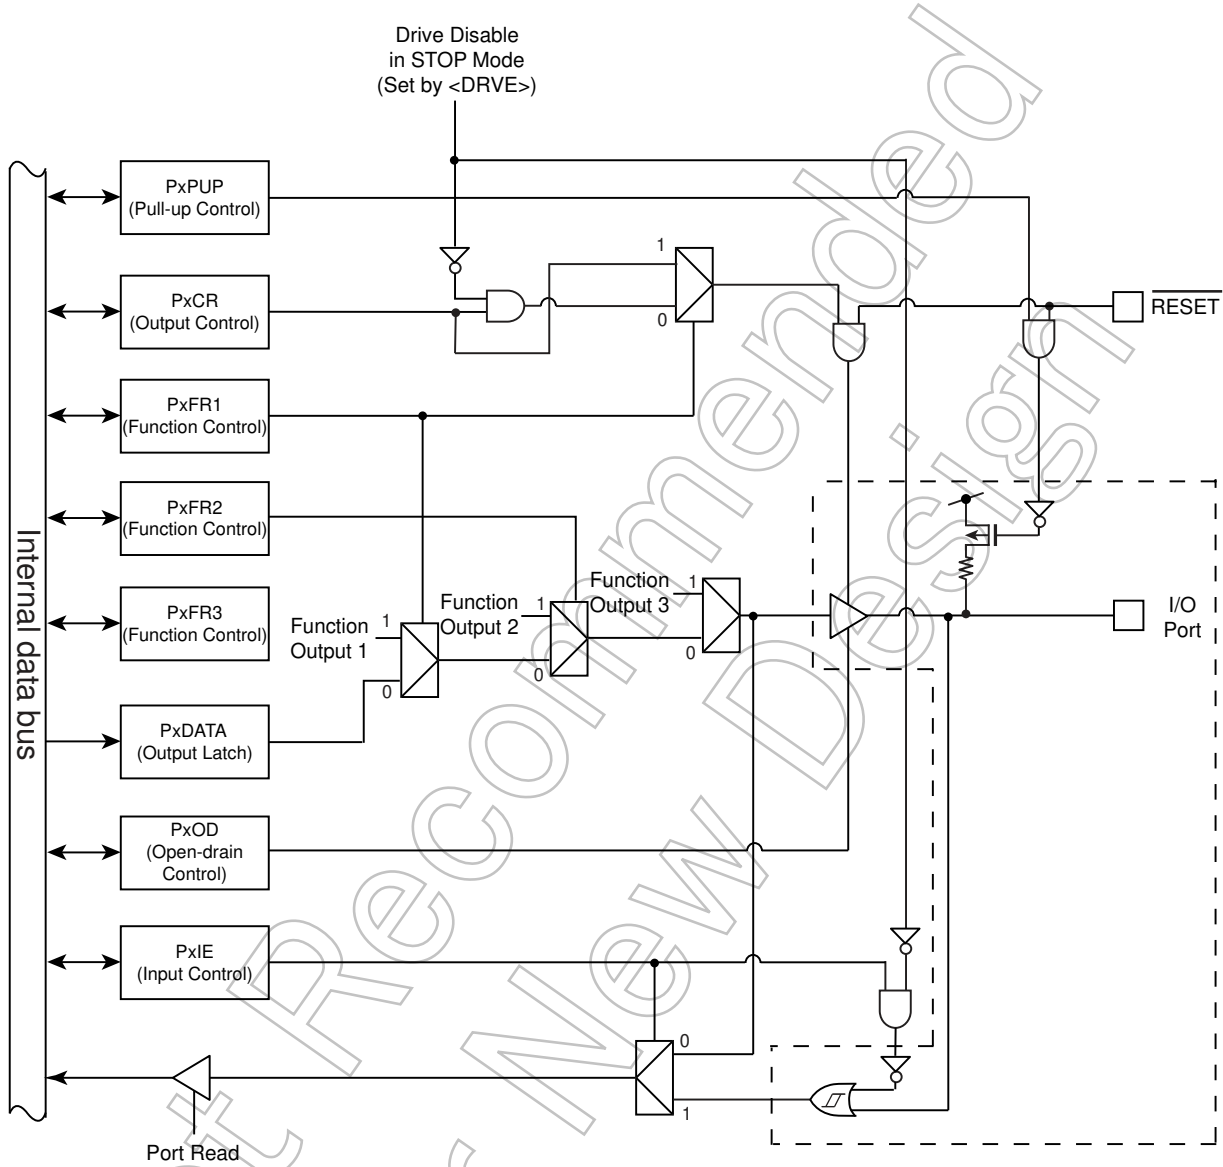 Drive Disable
in STOP Mode
(Set by <DRVE>)
PxPUP
(Pull-up Control)
1
PxCR
(Output Control)
0
RESET
PxFR1
(Function Control)
PxFR2
(Function Control)
Internal data bus
PxFR3
(Function Control)
Function
Output 1
1
0
Function
Output 2
1
0
Function
Output 3
1
0
I/O
Port
PxDATA
(Output Latch)
PxOD
(Open-drain
Control)
PxIE
(Input Control)
0
1
Port Read
Recommended
New Design